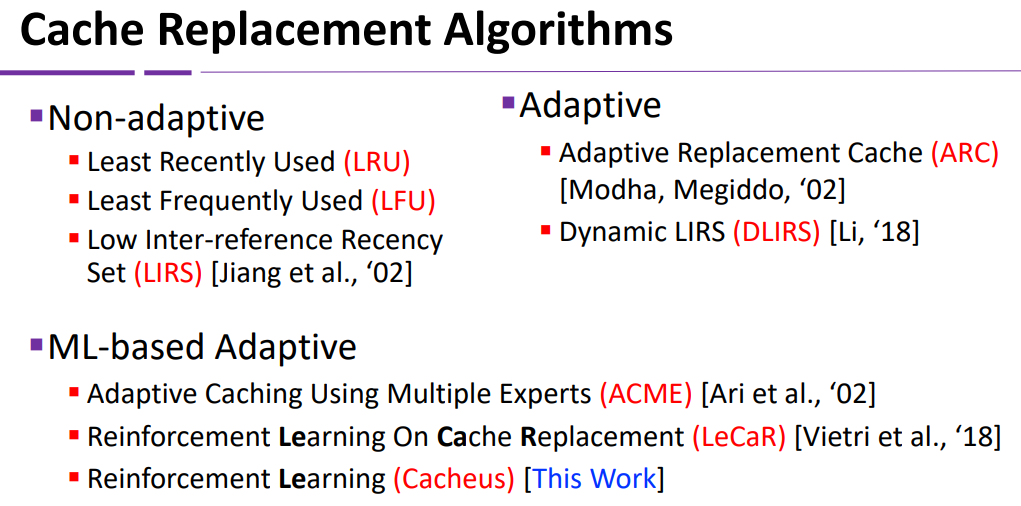 Cache Replacement Algorithms
Non-adaptive
Least Recently Used (LRU)
Least Frequently Used (LFU)
Low Inter-reference Recency
Set (LIRS) [Jiang et al., ‘02]
Adaptive
Adaptive Replacement Cache (ARC)
[Modha, Megiddo, ‘02]
Dynamic LIRS (DLIRS) [Li, ‘18]
ML-based Adaptive
Adaptive Caching Using Multiple Experts (ACME) [Ari et al., ‘02]
Reinforcement Learning On Cache Replacement (LeCaR) [Vietri et al., ‘18]
Reinforcement Learning (Cacheus) [This Work]